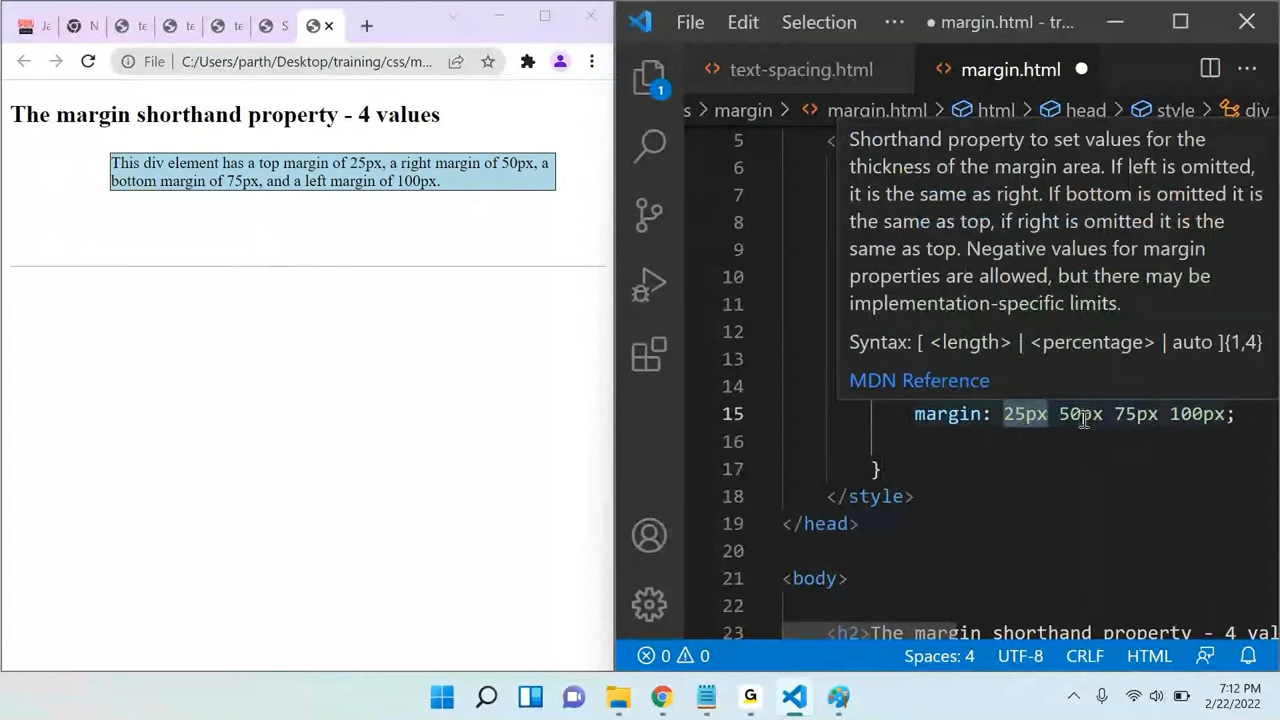 Ja
N
te
te
te
S
File
C:/Users/parth/Desktop/training/css/m...
The margin shorthand property - 4 values
This div element has a top margin of 25px, a right margin of 50px, a
bottom margin of 75px, and a left margin of 100px.
File Edit Selection ··· ● margin.html - tr...
text-spacing.html
margin.html
s > margin > margin.html > html > head > style > div
1
Shorthand property to set values for the
thickness of the margin area. If left is omitted,
it is the same as right. If bottom is omitted it is
the same as top, if right is omitted it is the
same as top. Negative values for margin
properties are allowed, but there may be
implementation-specific limits.
Syntax: [ <length> | <percentage> | auto ]{1,4}
MDN Reference
5 <
6
7
8
9
10
11
12
13
14
15 margin: 25px 50px 75px 100px;
16
17 }
18 </style>
19 </head>
20
21 <body>
22
23 <h2>The margin shorthand property - 4 val
0 0 Spaces: 4 UTF-8 CRLF HTML
G
7:12 PM
2/22/2022